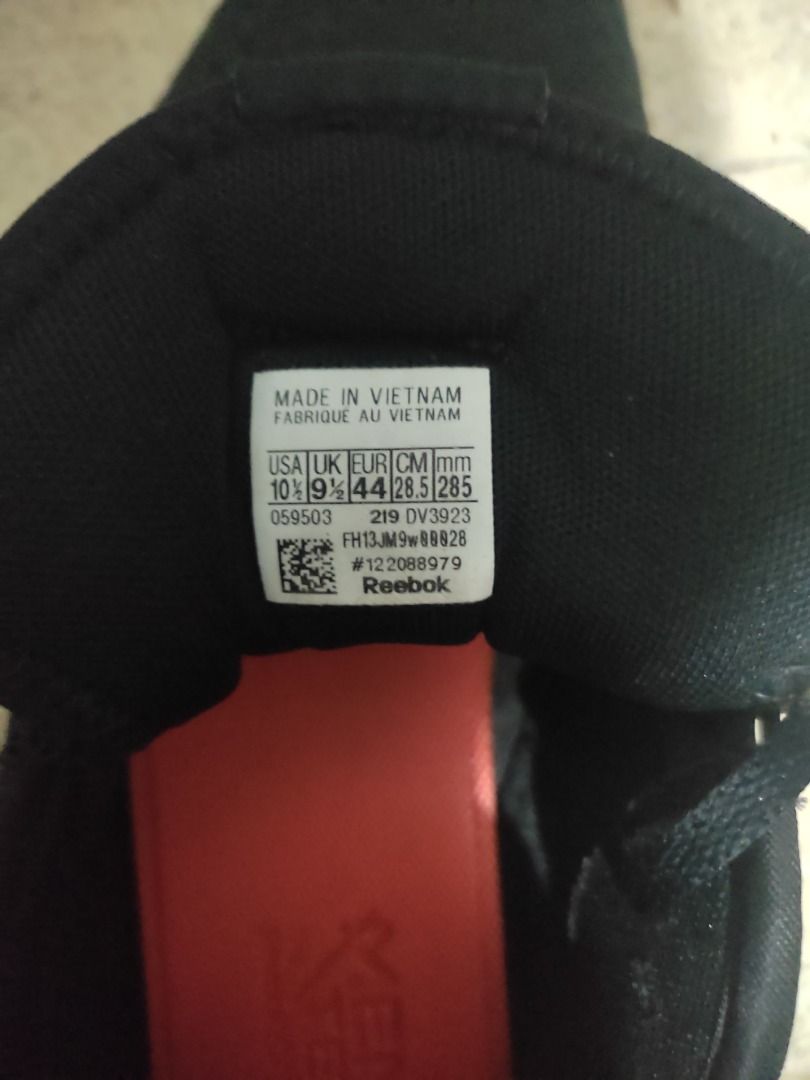 MADE IN VIETNAM
FABRIQUÉ AU VIETNAM
USA UK EUR CM mm
10½ 9½ 44 28.5 285
059503 219 DV3923
FH13JM9w00028
#122088979
Reebok